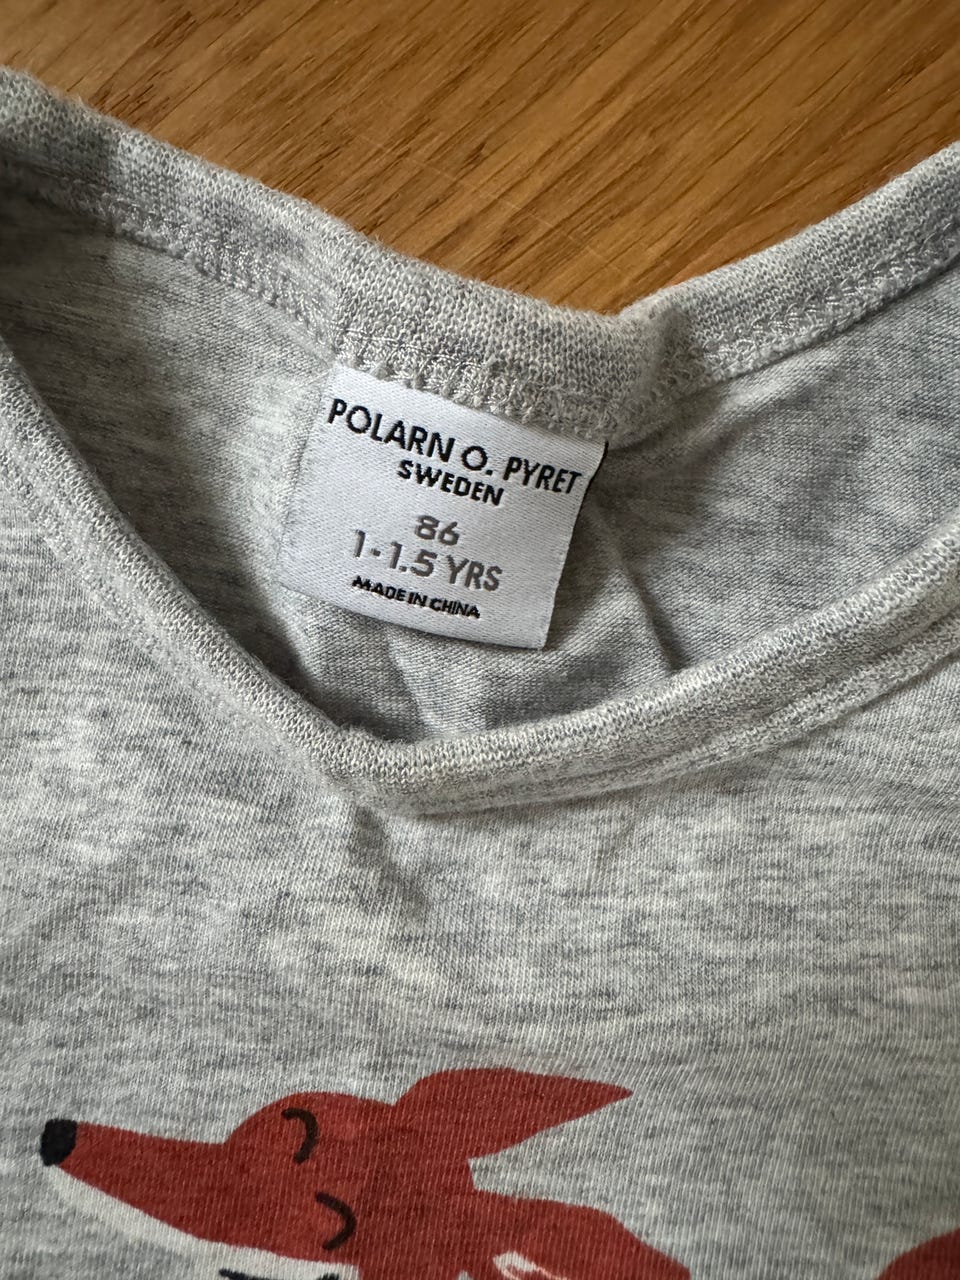 POLARN O. PYRET
SWEDEN
86
1-1.5 YRS
MADE IN CHINA